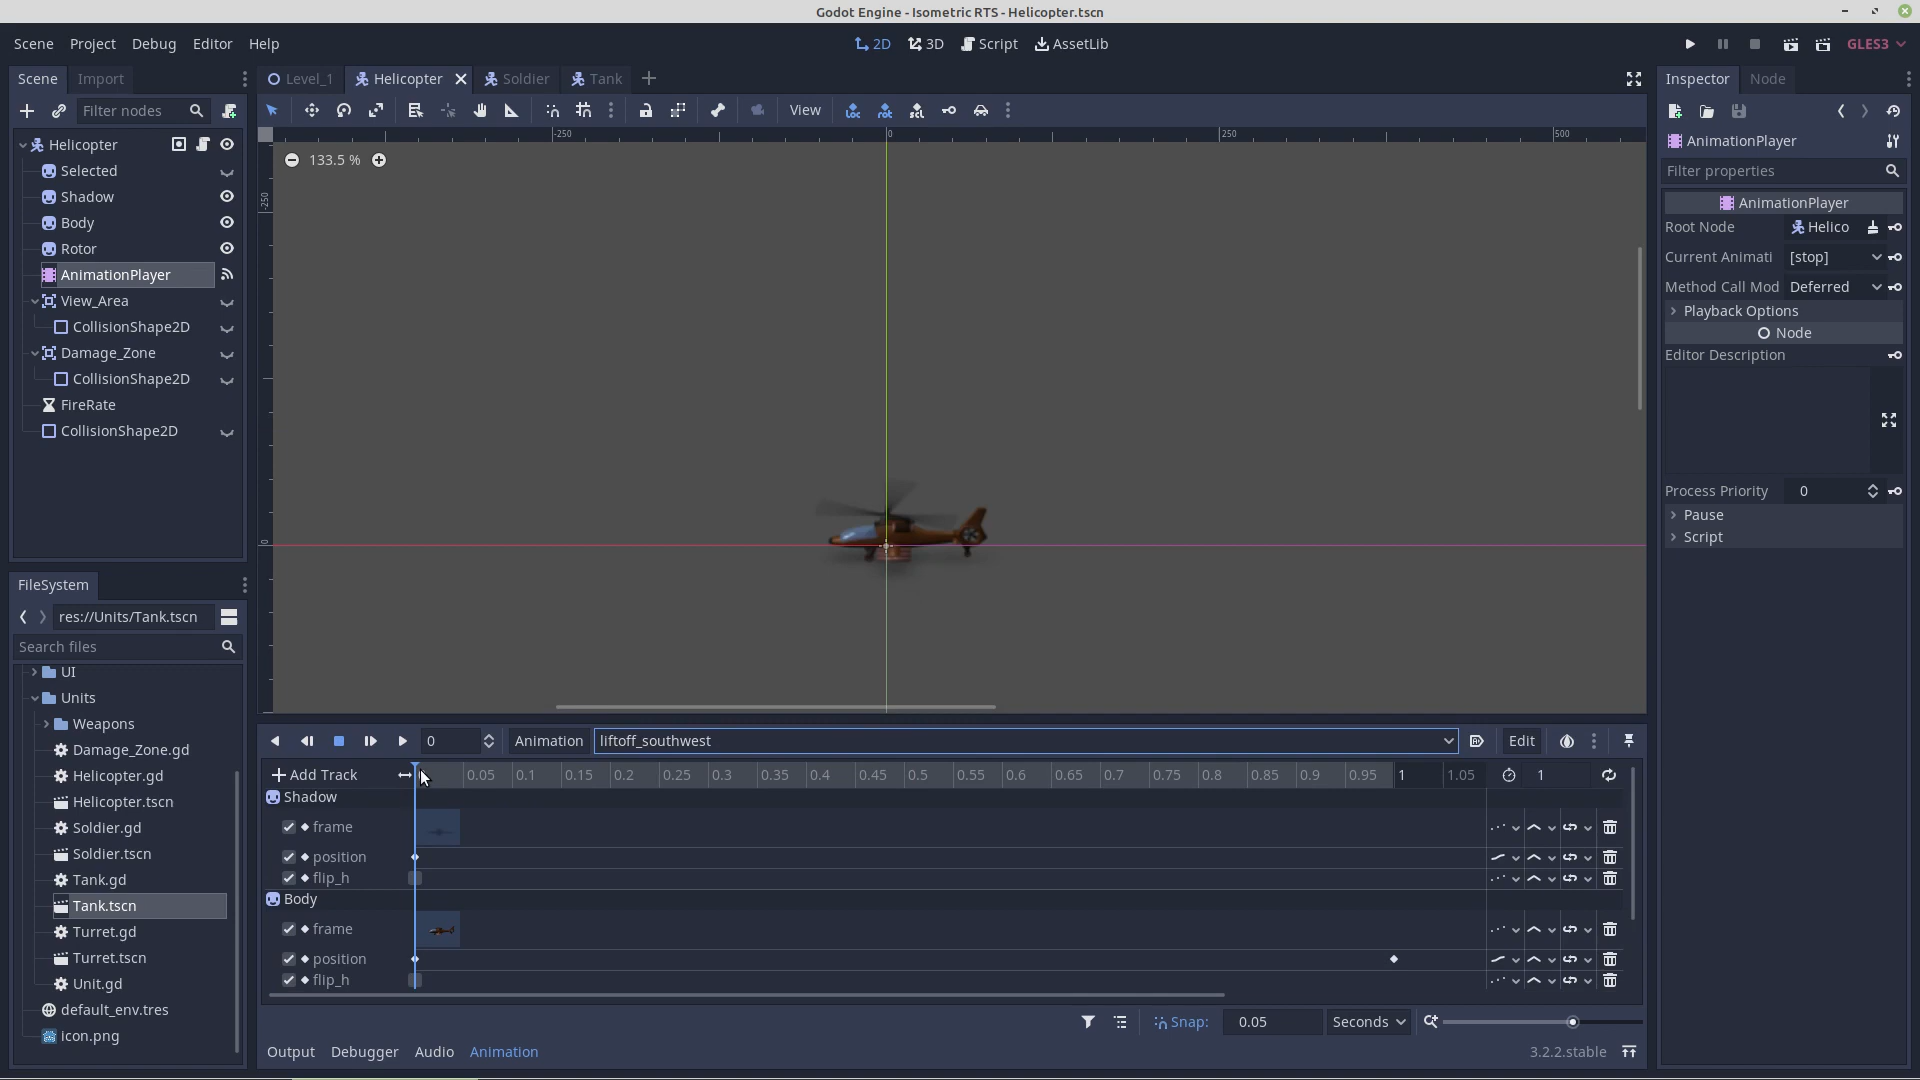 Godot Engine - Isometric RTS - Helicopter.tscn
Scene Project Debug Editor Help
2D 3D Script AssetLib
GLES3
Scene Import
Level_1 Helicopter Soldier Tank
Inspector Node
Filter nodes
View
Helicopter
Selected
Shadow
Body
Rotor
AnimationPlayer
View_Area
CollisionShape2D
Damage_Zone
CollisionShape2D
FireRate
CollisionShape2D
-250 0 250 500
133.5 %
-250
0
AnimationPlayer
Filter properties
AnimationPlayer
Root Node Helico
Current Animati [stop]
Method Call Mod Deferred
Playback Options
Node
Editor Description
Process Priority 0
Pause
Script
FileSystem
res://Units/Tank.tscn
Search files
UI
Units
Weapons
Damage_Zone.gd
Helicopter.gd
Helicopter.tscn
Soldier.gd
Soldier.tscn
Tank.gd
Tank.tscn
Turret.gd
Turret.tscn
Unit.gd
default_env.tres
icon.png
0 Animation liftoff_southwest Edit
Add Track 0.05 0.1 0.15 0.2 0.25 0.3 0.35 0.4 0.45 0.5 0.55 0.6 0.65 0.7 0.75 0.8 0.85 0.9 0.95 1 1.05 1
Shadow
frame
position
flip_h
Body
frame
position
flip_h
Snap: 0.05 Seconds
Output Debugger Audio Animation 3.2.2.stable